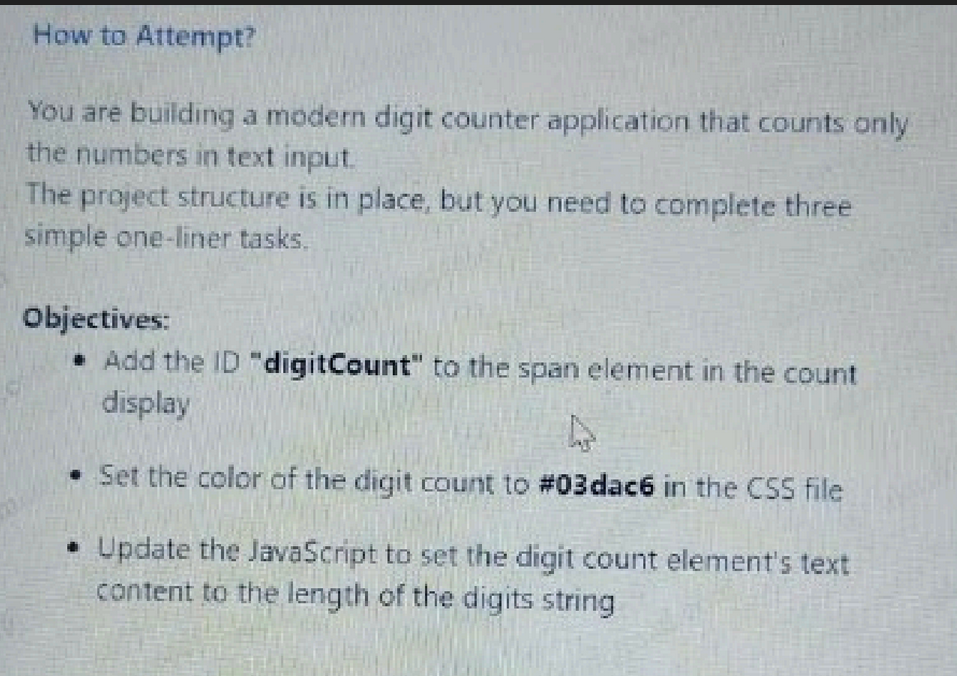 How to Attempt?
You are building a modern digit counter application that counts only
the numbers in text input.
The project structure is in place, but you need to complete three
simple one-liner tasks.
Objectives:
• Add the ID "digitCount" to the span element in the count
display
• Set the color of the digit count to #03dac6 in the CSS file
• Update the JavaScript to set the digit count element's text
content to the length of the digits string